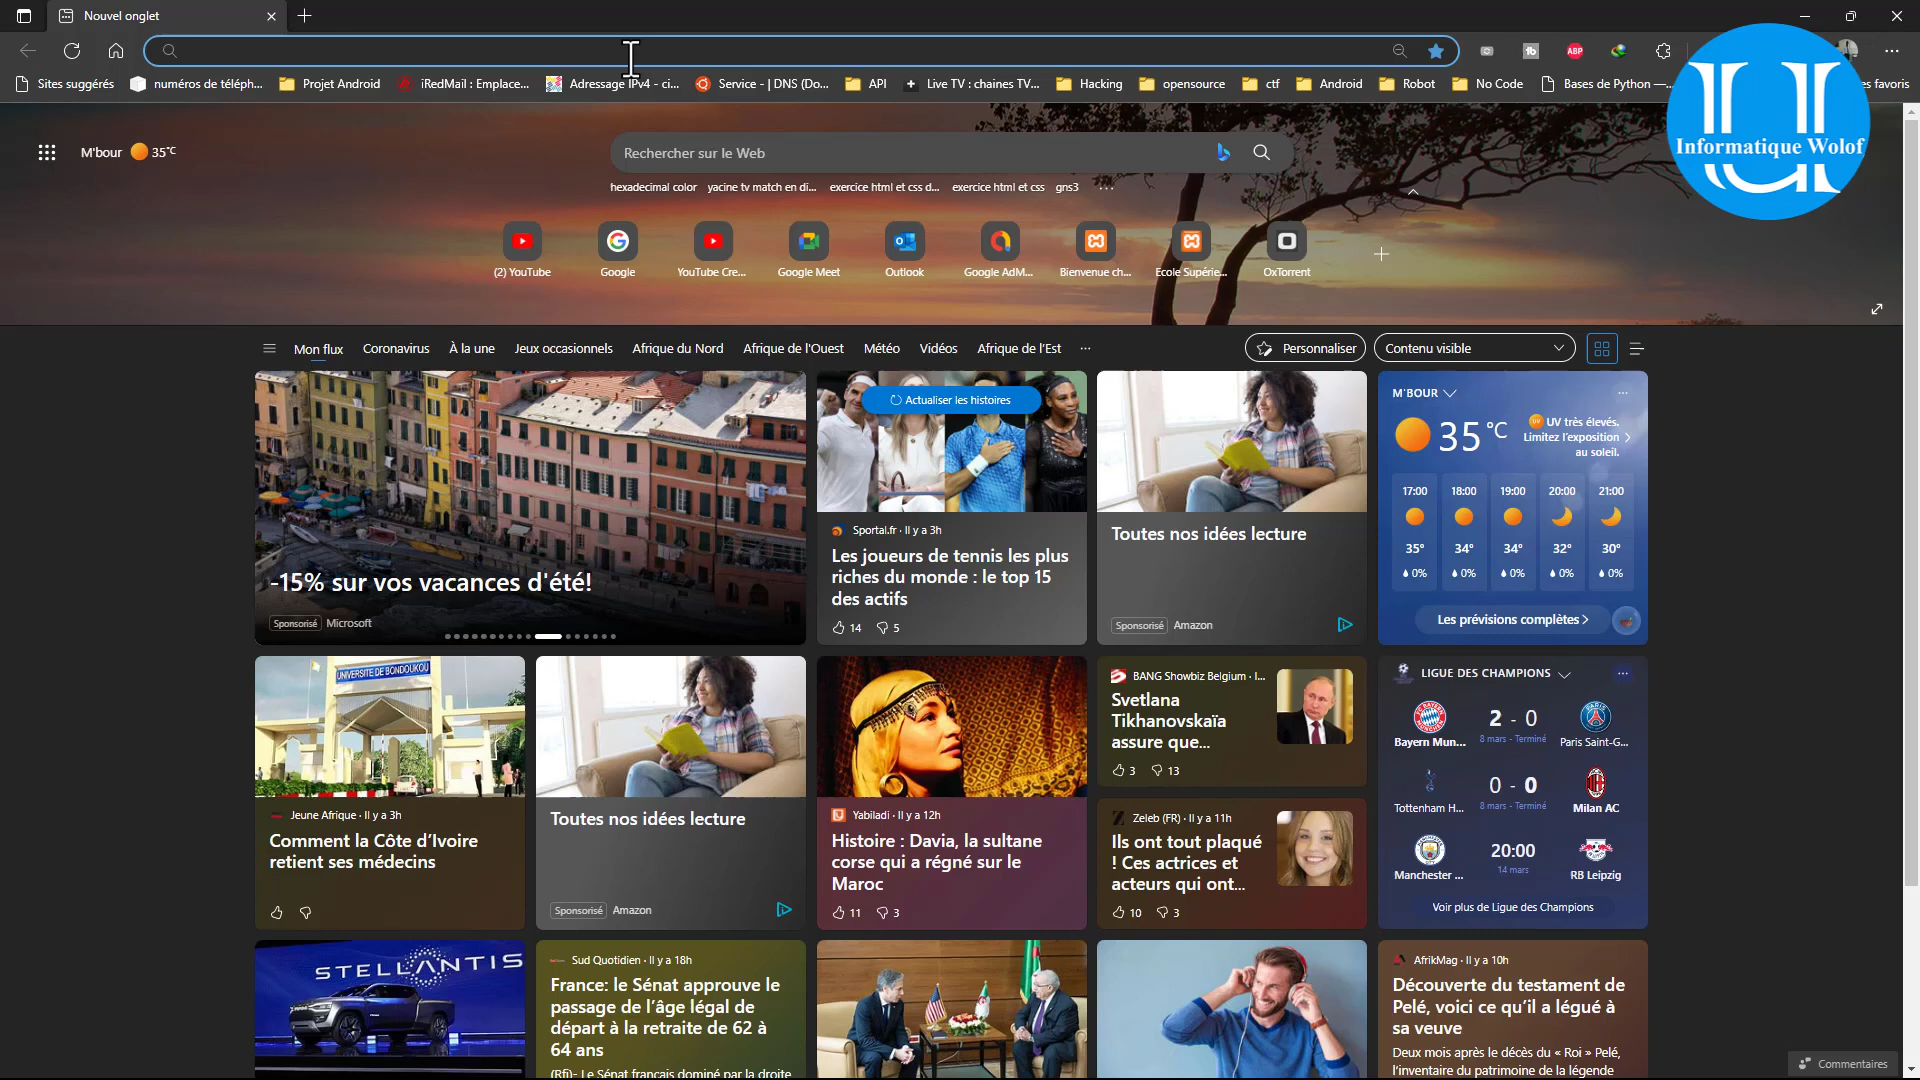 Nouvel onglet
Sites suggérés
numéros de téléph...
Projet Android
iRedMail : Emplace...
Adressage IPv4 - ci...
Service - | DNS (Do...
API
Live TV : chaines TV...
Hacking
opensource
ctf
Android
Robot
No Code
Bases de Python —...
es favoris
ABP
Informatique Wolof
M'bour 35°C
Rechercher sur le Web
hexadecimal color
yacine tv match en di...
exercice html et css d...
exercice html et css
gns3
...
(2) YouTube
Google
YouTube Cre...
Google Meet
Outlook
Google AdM...
Bienvenue ch...
Ecole Supérie...
OxTorrent
Mon flux
Coronavirus
À la une
Jeux occasionnels
Afrique du Nord
Afrique de l'Ouest
Météo
Vidéos
Afrique de l'Est
Personnaliser
Contenu visible
-15% sur vos vacances d'été!
Sponsorisé Microsoft
Actualiser les histoires
Sportal.fr · Il y a 3h
Les joueurs de tennis les plus
riches du monde : le top 15
des actifs
14 5
Toutes nos idées lecture
Sponsorisé Amazon
M'BOUR
35 °C
UV très élevés.
Limitez l'exposition
au soleil.
17:00 18:00 19:00 20:00 21:00
35° 34° 34° 32° 30°
0% 0% 0% 0% 0%
Les prévisions complètes
UNIVERSITE DE BONDOUKOU
Jeune Afrique · Il y a 3h
Comment la Côte d'Ivoire
retient ses médecins
Toutes nos idées lecture
Sponsorisé Amazon
Yabiladi · Il y a 12h
Histoire : Davia, la sultane
corse qui a régné sur le
Maroc
11 3
BANG Showbiz Belgium · I...
Svetlana
Tikhanovskaïa
assure que...
3 13
Zeleb (FR) · Il y a 11h
Ils ont tout plaqué
! Ces actrices et
acteurs qui ont...
10 3
LIGUE DES CHAMPIONS
2 - 0
8 mars - Terminé
Bayern Mun...
Paris Saint-G...
0 - 0
8 mars - Terminé
Tottenham H...
Milan AC
20:00
14 mars
Manchester ...
RB Leipzig
Voir plus de Ligue des Champions
STELLANTIS
Sud Quotidien · Il y a 18h
France: le Sénat approuve le
passage de l'âge légal de
départ à la retraite de 62 à
64 ans
(Rfi)- Le Sénat français dominé par la droite
AfrikMag · Il y a 10h
Découverte du testament de
Pelé, voici ce qu'il a légué à
sa veuve
Deux mois après le décès du « Roi » Pelé,
l'inventaire du patrimoine de la légende
Commentaires